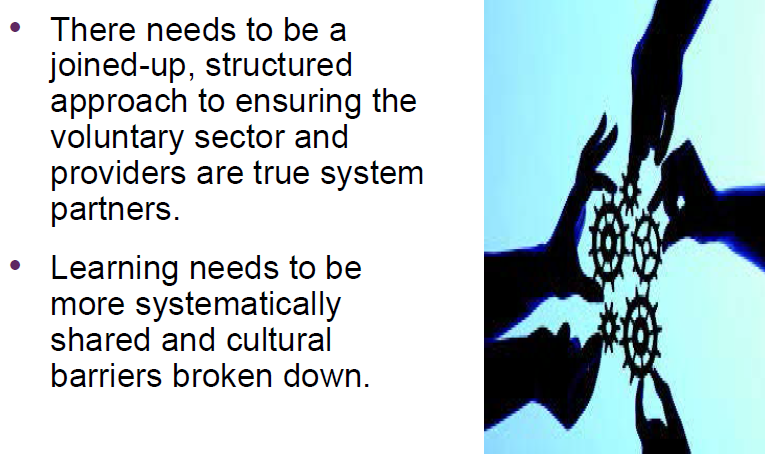 • There needs to be a
joined-up, structured
approach to ensuring the
voluntary sector and
providers are true system
partners.
• Learning needs to be
more systematically
shared and cultural
barriers broken down.